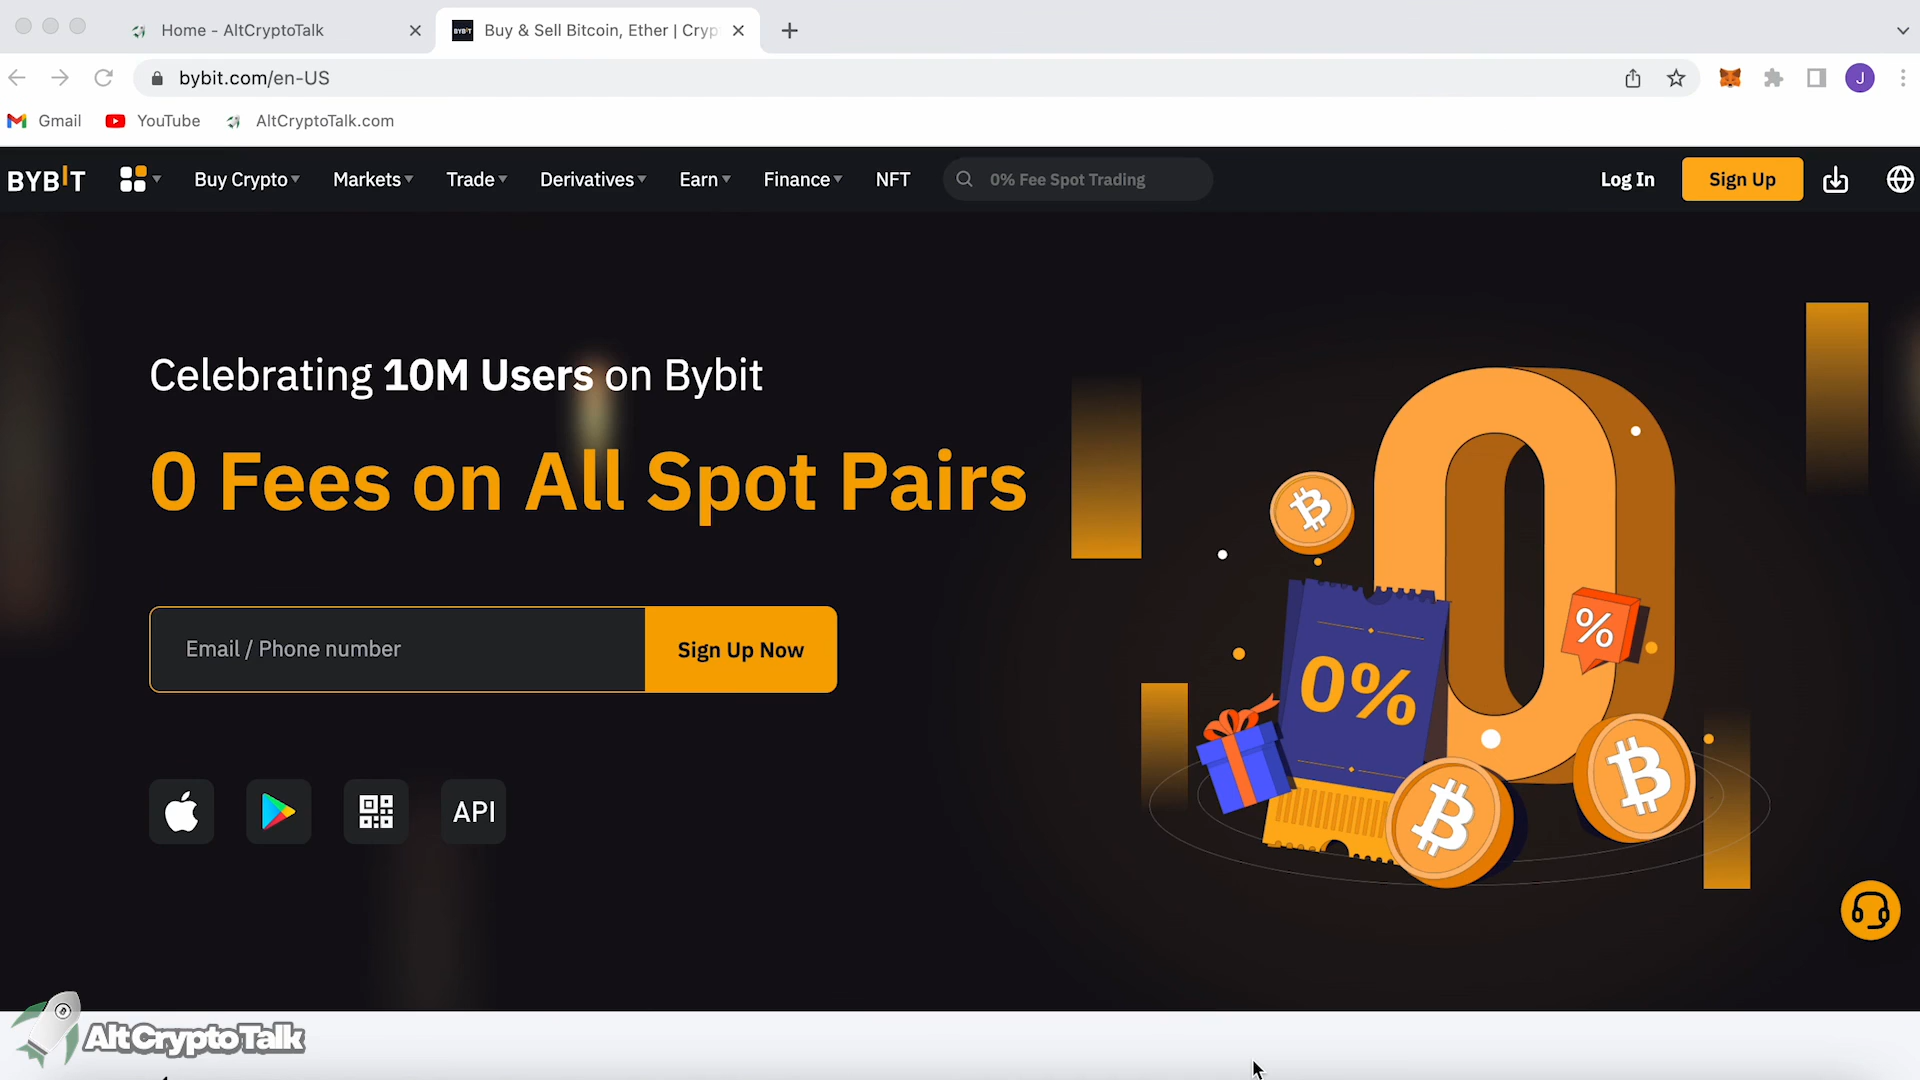 Home - AltCryptoTalk
BYBIT
Buy & Sell Bitcoin, Ether | Cryp
bybit.com/en-US
J
Gmail
YouTube
AltCryptoTalk.com
BYBIT
Buy Crypto
Markets
Trade
Derivatives
Earn
Finance
NFT
0% Fee Spot Trading
Log In
Sign Up
Celebrating 10M Users on Bybit
0 Fees on All Spot Pairs
Email / Phone number
Sign Up Now
API
0
%
0%
AltCryptoTalk